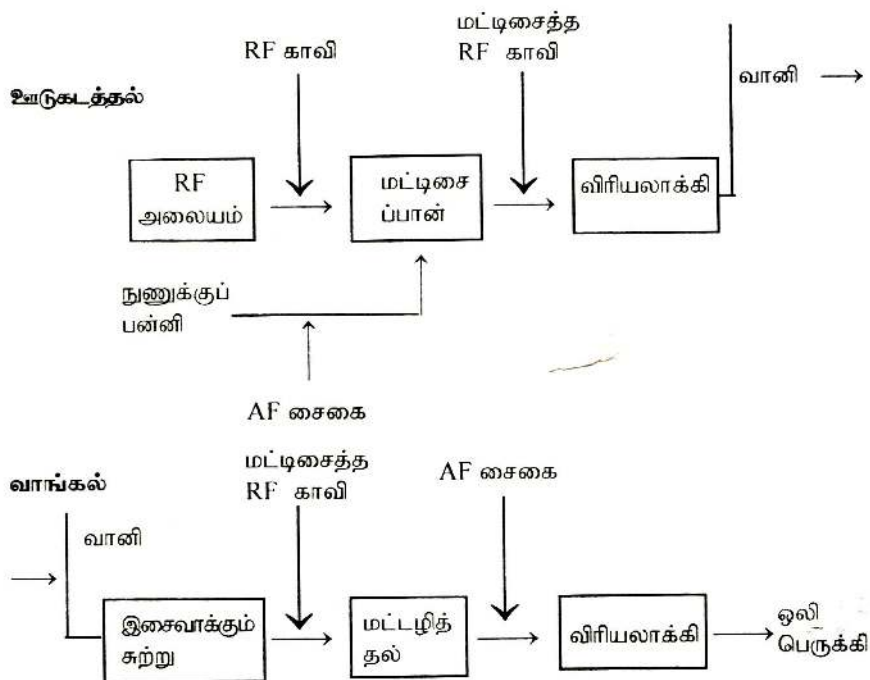 RF காவி
மட்டிசைத்த
RF காவி
வானி
ஊடுகடத்தல்
RF
அலையம்
மட்டிசை
ப்பான்
விரியலாக்கி
நுணுக்குப்
பன்னி
AF சைகை
மட்டிசைத்த
RF காவி
AF சைகை
வாங்கல்
வானி
இசைவாக்கும்
சுற்று
மட்டழித்
தல்
விரியலாக்கி
ஒலி
பெருக்கி